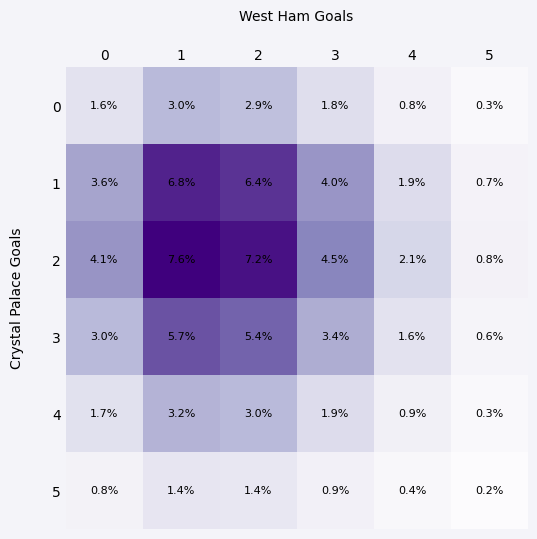 West Ham Goals
0 1 2 3 4 5
0 1.6% 3.0% 2.9% 1.8% 0.8% 0.3%
1 3.6% 6.8% 6.4% 4.0% 1.9% 0.7%
2 4.1% 7.6% 7.2% 4.5% 2.1% 0.8%
3 3.0% 5.7% 5.4% 3.4% 1.6% 0.6%
4 1.7% 3.2% 3.0% 1.9% 0.9% 0.3%
5 0.8% 1.4% 1.4% 0.9% 0.4% 0.2%
Crystal Palace Goals